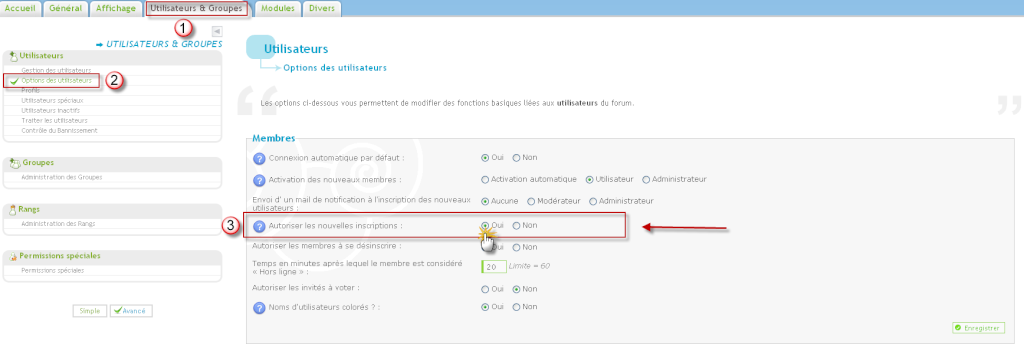 Accueil Général Affichage Utilisateurs & Groupes Modules Divers
1
UTILISATEURS & GROUPES
Utilisateurs
Gestion des utilisateurs
Options des utilisateurs
2
Profils
Utilisateurs spéciaux
Utilisateurs inactifs
Traiter les utilisateurs
Contrôle du Bannissement
Groupes
Administration des Groupes
Rangs
Administration des Rangs
Permissions spéciales
Permissions spéciales
Simple Avancé
Utilisateurs
Options des utilisateurs
Les options ci-dessous vous permettent de modifier des fonctions basiques liées aux utilisateurs du forum.
Membres
? Connexion automatique par défaut : Oui Non
? Activation des nouveaux membres : Activation automatique Utilisateur Administrateur
Envoi d' un mail de notification à l'inscription des nouveaux
utilisateurs : Aucune Modérateur Administrateur
3 ? Autoriser les nouvelles inscriptions : Oui Non
Autoriser les membres à se désinscrire : Oui Non
Temps en minutes après lequel le membre est considéré
« Hors ligne » : 20 Limite = 60
Autoriser les invités à voter : Oui Non
? Noms d'utilisateurs colorés ? : Oui Non
Enregistrer